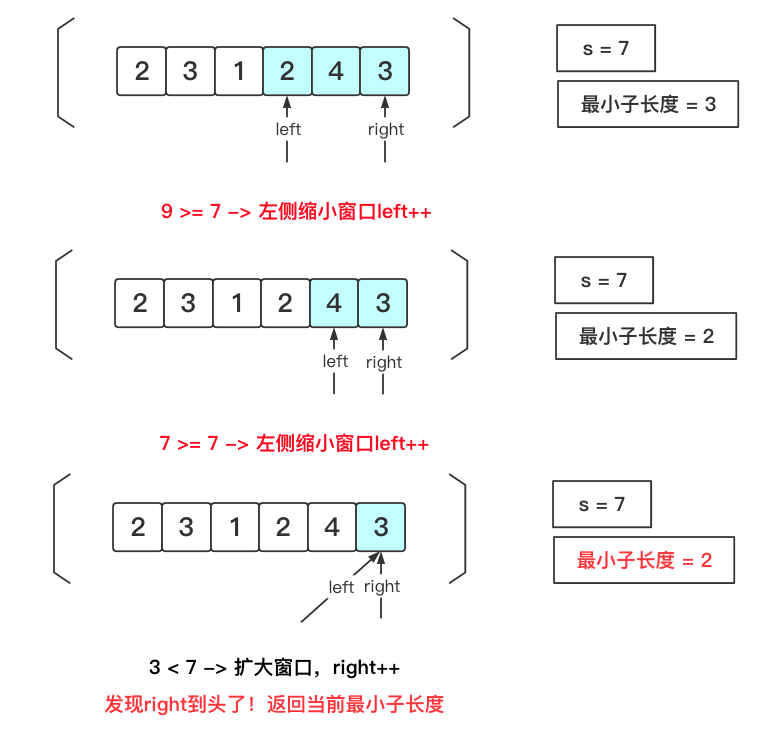 2 3 1 2 4 3
s = 7
最小子长度 = 3
left right
9 >= 7 -> 左侧缩小窗口left++
2 3 1 2 4 3
s = 7
最小子长度 = 2
left right
7 >= 7 -> 左侧缩小窗口left++
2 3 1 2 4 3
s = 7
最小子长度 = 2
left right
3 < 7 -> 扩大窗口，right++
发现right到头了！返回当前最小子长度